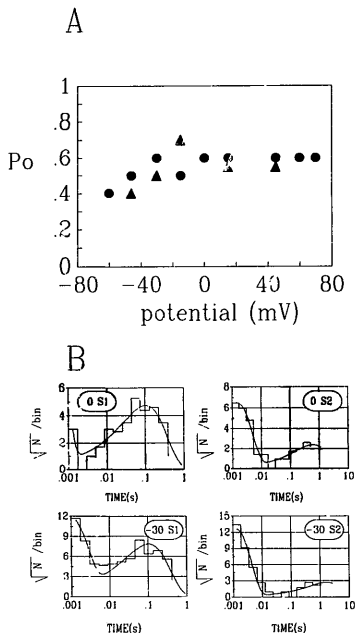 A
1
.8
Po
.6
.4
.2
0
−80 −40 0 40 80
potential (mV)
B
0 S1
6
4
2
0
√N /bin
.001 .01 .1 1
TIME(s)
0 S2
8
6
4
2
0
√N /bin
.001 .01 .1 1 10
TIME(s)
-30 S1
12
9
6
3
0
√N /bin
.001 .01 .1 1
TIME(s)
-30 S2
15
12
9
6
3
0
√N /bin
.001 .01 .1 1 10
TIME(s)